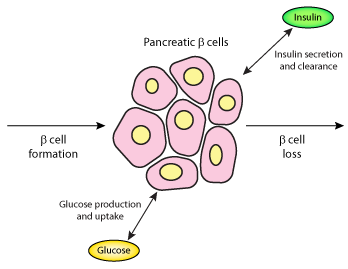 Insulin
Pancreatic β cells
Insulin secretion
and clearance
β cell
formation
β cell
loss
Glucose production
and uptake
Glucose